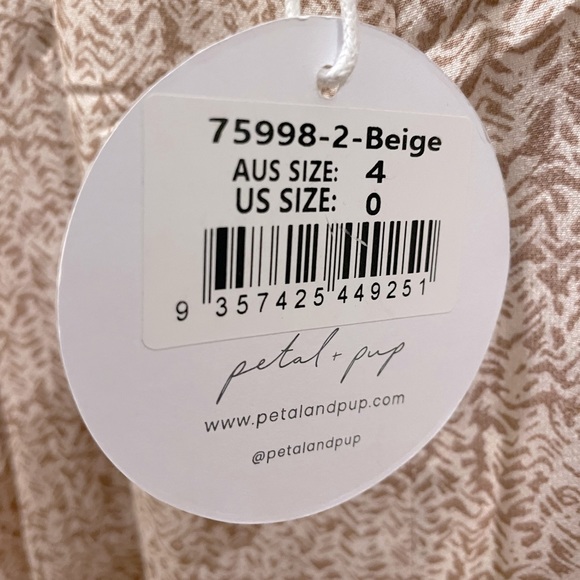 75998-2-Beige
AUS SIZE: 4
US SIZE: 0
9 357425 449251
petal + pup
www.petalandpup.com
@petalandpup